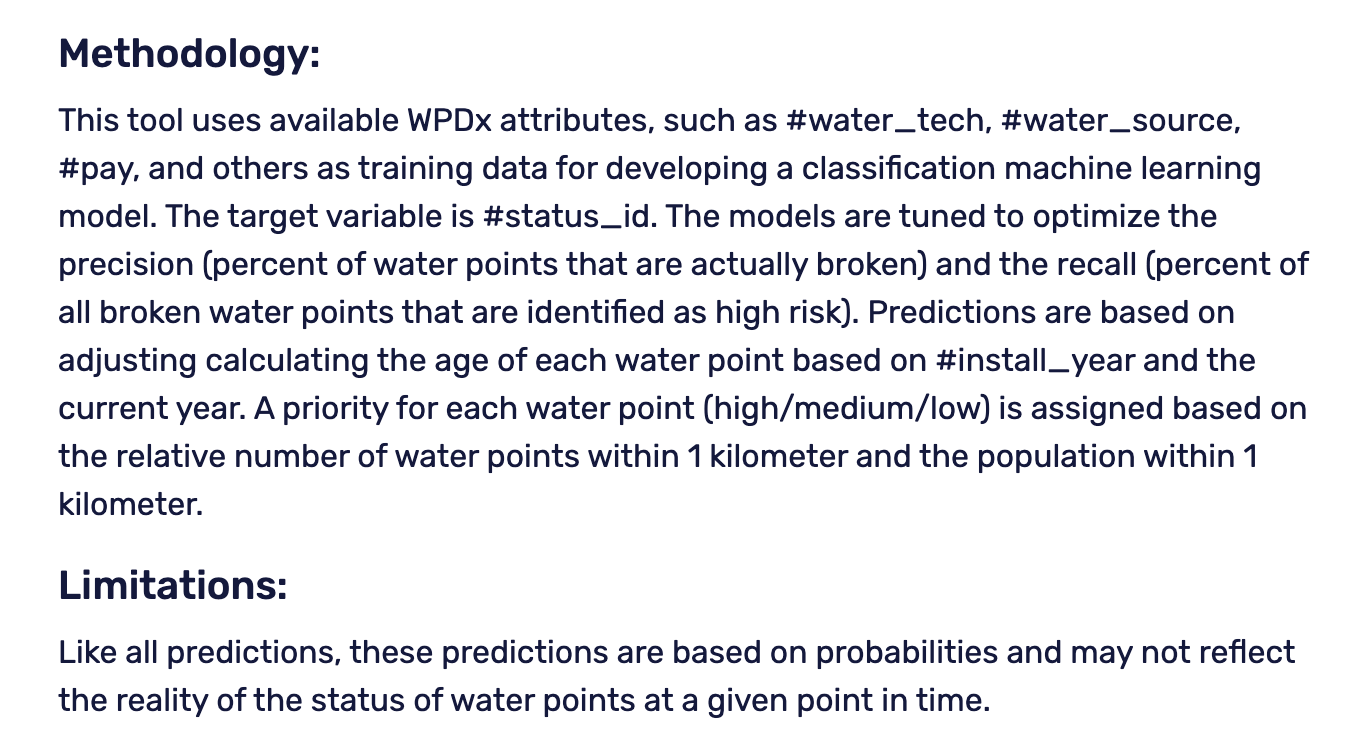 Methodology:
This tool uses available WPDx attributes, such as #water_tech, #water_source,
#pay, and others as training data for developing a classification machine learning
model. The target variable is #status_id. The models are tuned to optimize the
precision (percent of water points that are actually broken) and the recall (percent of
all broken water points that are identified as high risk). Predictions are based on
adjusting calculating the age of each water point based on #install_year and the
current year. A priority for each water point (high/medium/low) is assigned based on
the relative number of water points within 1 kilometer and the population within 1
kilometer.
Limitations:
Like all predictions, these predictions are based on probabilities and may not reflect
the reality of the status of water points at a given point in time.